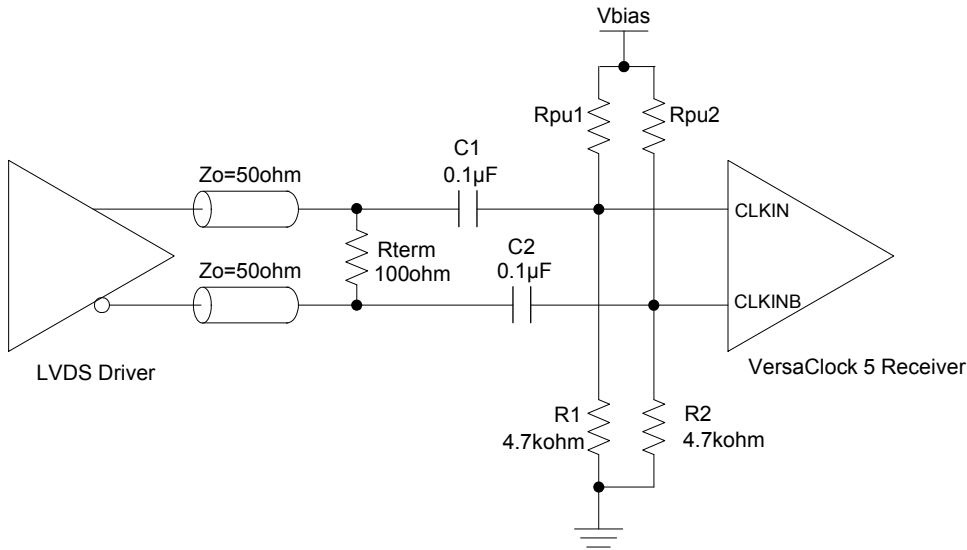 Vbias
Rpu1
Rpu2
C1
0.1µF
Zo=50ohm
CLKIN
C2
0.1µF
Rterm
100ohm
Zo=50ohm
CLKINB
LVDS Driver
VersaClock 5 Receiver
R1
4.7kohm
R2
4.7kohm